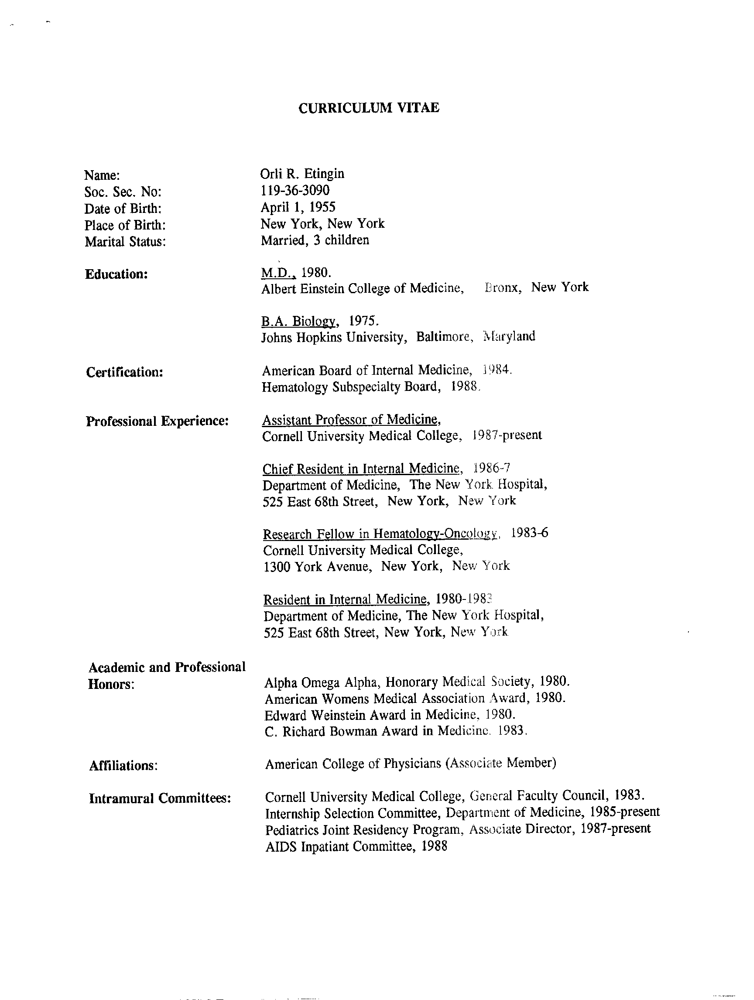 CURRICULUM VITAE
Name: Orli R. Etingin
Soc. Sec. No: 119-36-3090
Date of Birth: April 1, 1955
Place of Birth: New York, New York
Marital Status: Married, 3 children
Education: M.D., 1980.
Albert Einstein College of Medicine, Bronx, New York
B.A. Biology, 1975.
Johns Hopkins University, Baltimore, Maryland
Certification: American Board of Internal Medicine, 1984.
Hematology Subspecialty Board, 1988.
Professional Experience: Assistant Professor of Medicine,
Cornell University Medical College, 1987-present
Chief Resident in Internal Medicine, 1986-7
Department of Medicine, The New York Hospital,
525 East 68th Street, New York, New York
Research Fellow in Hematology-Oncology, 1983-6
Cornell University Medical College,
1300 York Avenue, New York, New York
Resident in Internal Medicine, 1980-1983
Department of Medicine, The New York Hospital,
525 East 68th Street, New York, New York
Academic and Professional
Honors: Alpha Omega Alpha, Honorary Medical Society, 1980.
American Womens Medical Association Award, 1980.
Edward Weinstein Award in Medicine, 1980.
C. Richard Bowman Award in Medicine. 1983.
Affiliations: American College of Physicians (Associate Member)
Intramural Committees: Cornell University Medical College, General Faculty Council, 1983.
Internship Selection Committee, Department of Medicine, 1985-present
Pediatrics Joint Residency Program, Associate Director, 1987-present
AIDS Inpatiant Committee, 1988